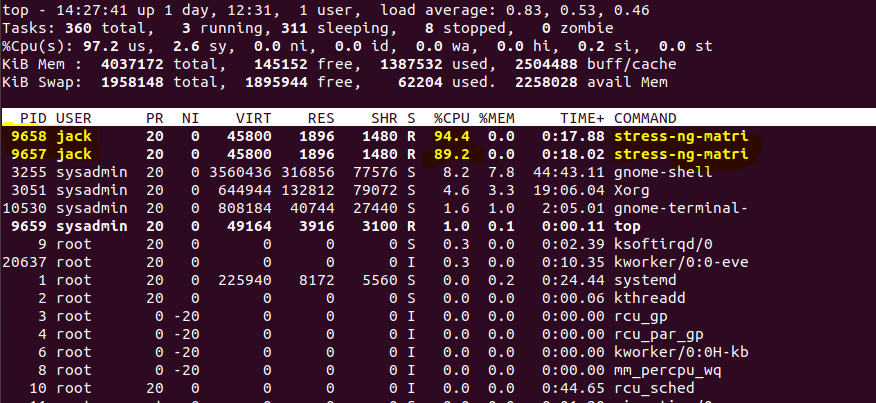 top - 14:27:41 up 1 day, 12:31,  1 user,  load average: 0.83, 0.53, 0.46
Tasks: 360 total,   3 running, 311 sleeping,   8 stopped,   0 zombie
%Cpu(s): 97.2 us,  2.6 sy,  0.0 ni,  0.0 id,  0.0 wa,  0.0 hi,  0.2 si,  0.0 st
KiB Mem :  4037172 total,   145152 free,  1387532 used,  2504488 buff/cache
KiB Swap:  1958148 total,  1895944 free,    62204 used.  2258028 avail Mem
PID USER      PR  NI    VIRT    RES    SHR S  %CPU %MEM     TIME+ COMMAND
9658 jack      20   0   45800   1896   1480 R  94.4  0.0   0:17.88 stress-ng-matri
9657 jack      20   0   45800   1896   1480 R  89.2  0.0   0:18.02 stress-ng-matri
3255 sysadmin  20   0 3560436 316856  77576 S   8.2  7.8  44:43.11 gnome-shell
3051 sysadmin  20   0  644944 132812  79072 S   4.6  3.3  19:06.04 Xorg
10530 sysadmin  20   0  808184  40744  27440 S   1.6  1.0   2:05.01 gnome-terminal-
9659 sysadmin  20   0   49164   3916   3100 R   1.0  0.1   0:00.11 top
9 root      20   0       0      0      0 S   0.3  0.0   0:02.39 ksoftirqd/0
20637 root      20   0       0      0      0 I   0.3  0.0   0:10.35 kworker/0:0-eve
1 root      20   0  225940   8172   5560 S   0.0  0.2   0:24.44 systemd
2 root      20   0       0      0      0 S   0.0  0.0   0:00.06 kthreadd
3 root       0 -20       0      0      0 I   0.0  0.0   0:00.00 rcu_gp
4 root       0 -20       0      0      0 I   0.0  0.0   0:00.00 rcu_par_gp
6 root       0 -20       0      0      0 I   0.0  0.0   0:00.00 kworker/0:0H-kb
8 root       0 -20       0      0      0 I   0.0  0.0   0:00.00 mm_percpu_wq
10 root      20   0       0      0      0 I   0.0  0.0   0:44.65 rcu_sched